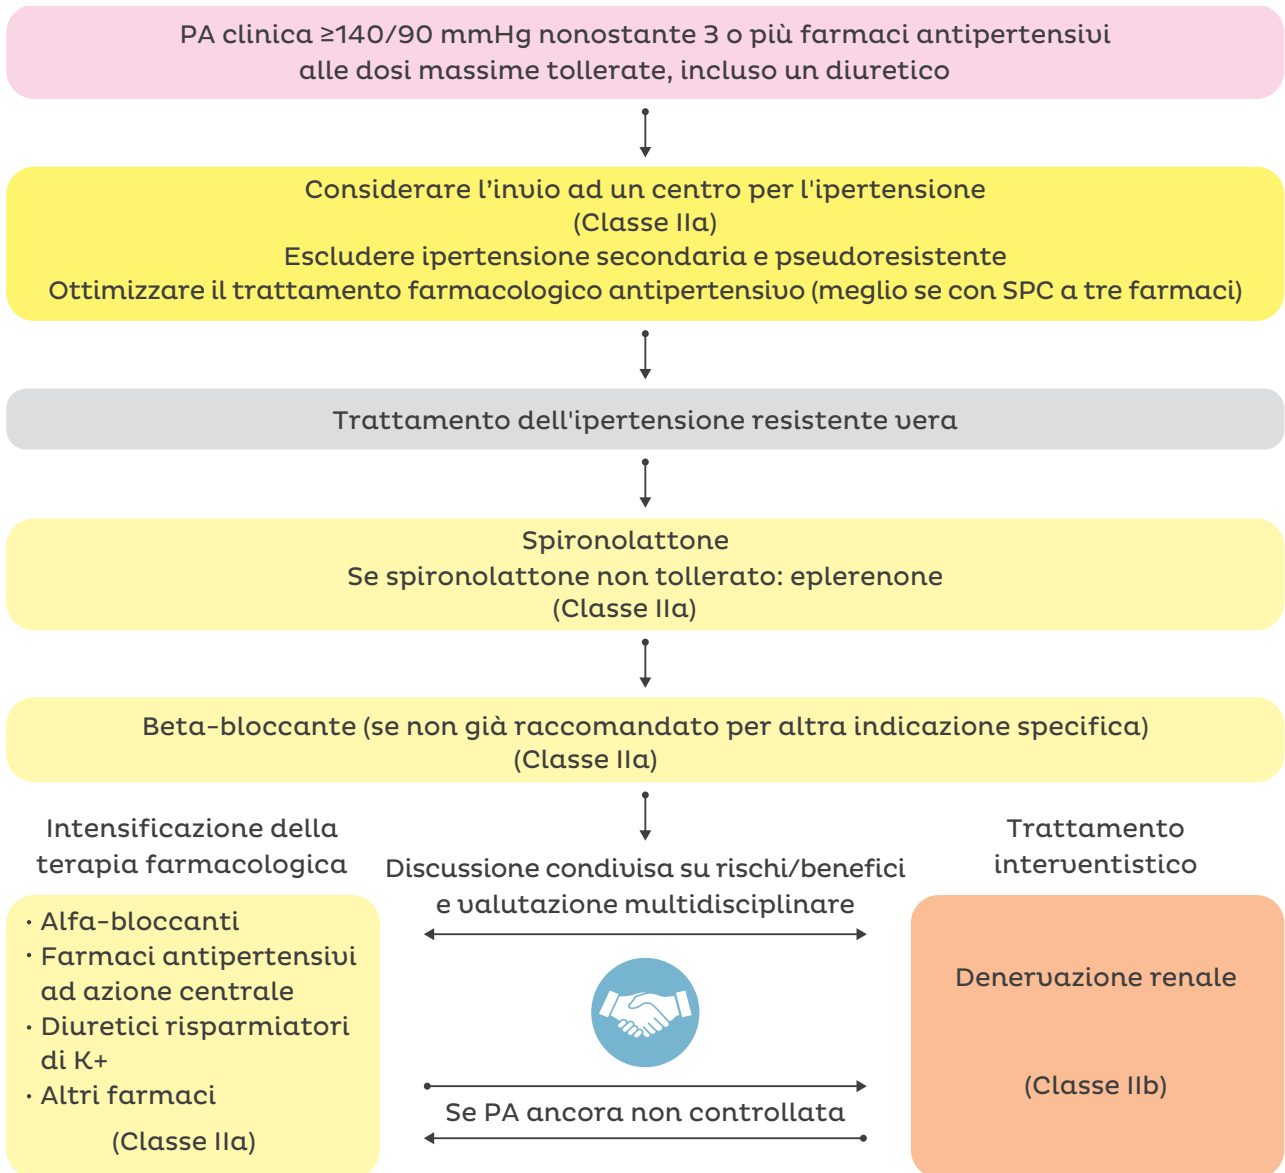 PA clinica ≥140/90 mmHg nonostante 3 o più farmaci antipertensivi
alle dosi massime tollerate, incluso un diuretico
Considerare l’invio ad un centro per l'ipertensione
(Classe IIa)
Escludere ipertensione secondaria e pseudoresistente
Ottimizzare il trattamento farmacologico antipertensivo (meglio se con SPC a tre farmaci)
Trattamento dell'ipertensione resistente vera
Spironolattone
Se spironolattone non tollerato: eplerenone
(Classe IIa)
Beta-bloccante (se non già raccomandato per altra indicazione specifica)
(Classe IIa)
Intensificazione della
terapia farmacologica
· Alfa-bloccanti
· Farmaci antipertensivi
ad azione centrale
· Diuretici risparmiatori
di K+
· Altri farmaci
(Classe IIa)
Discussione condivisa su rischi/benefici
e valutazione multidisciplinare
Se PA ancora non controllata
Trattamento
interventistico
Denervazione renale
(Classe IIb)